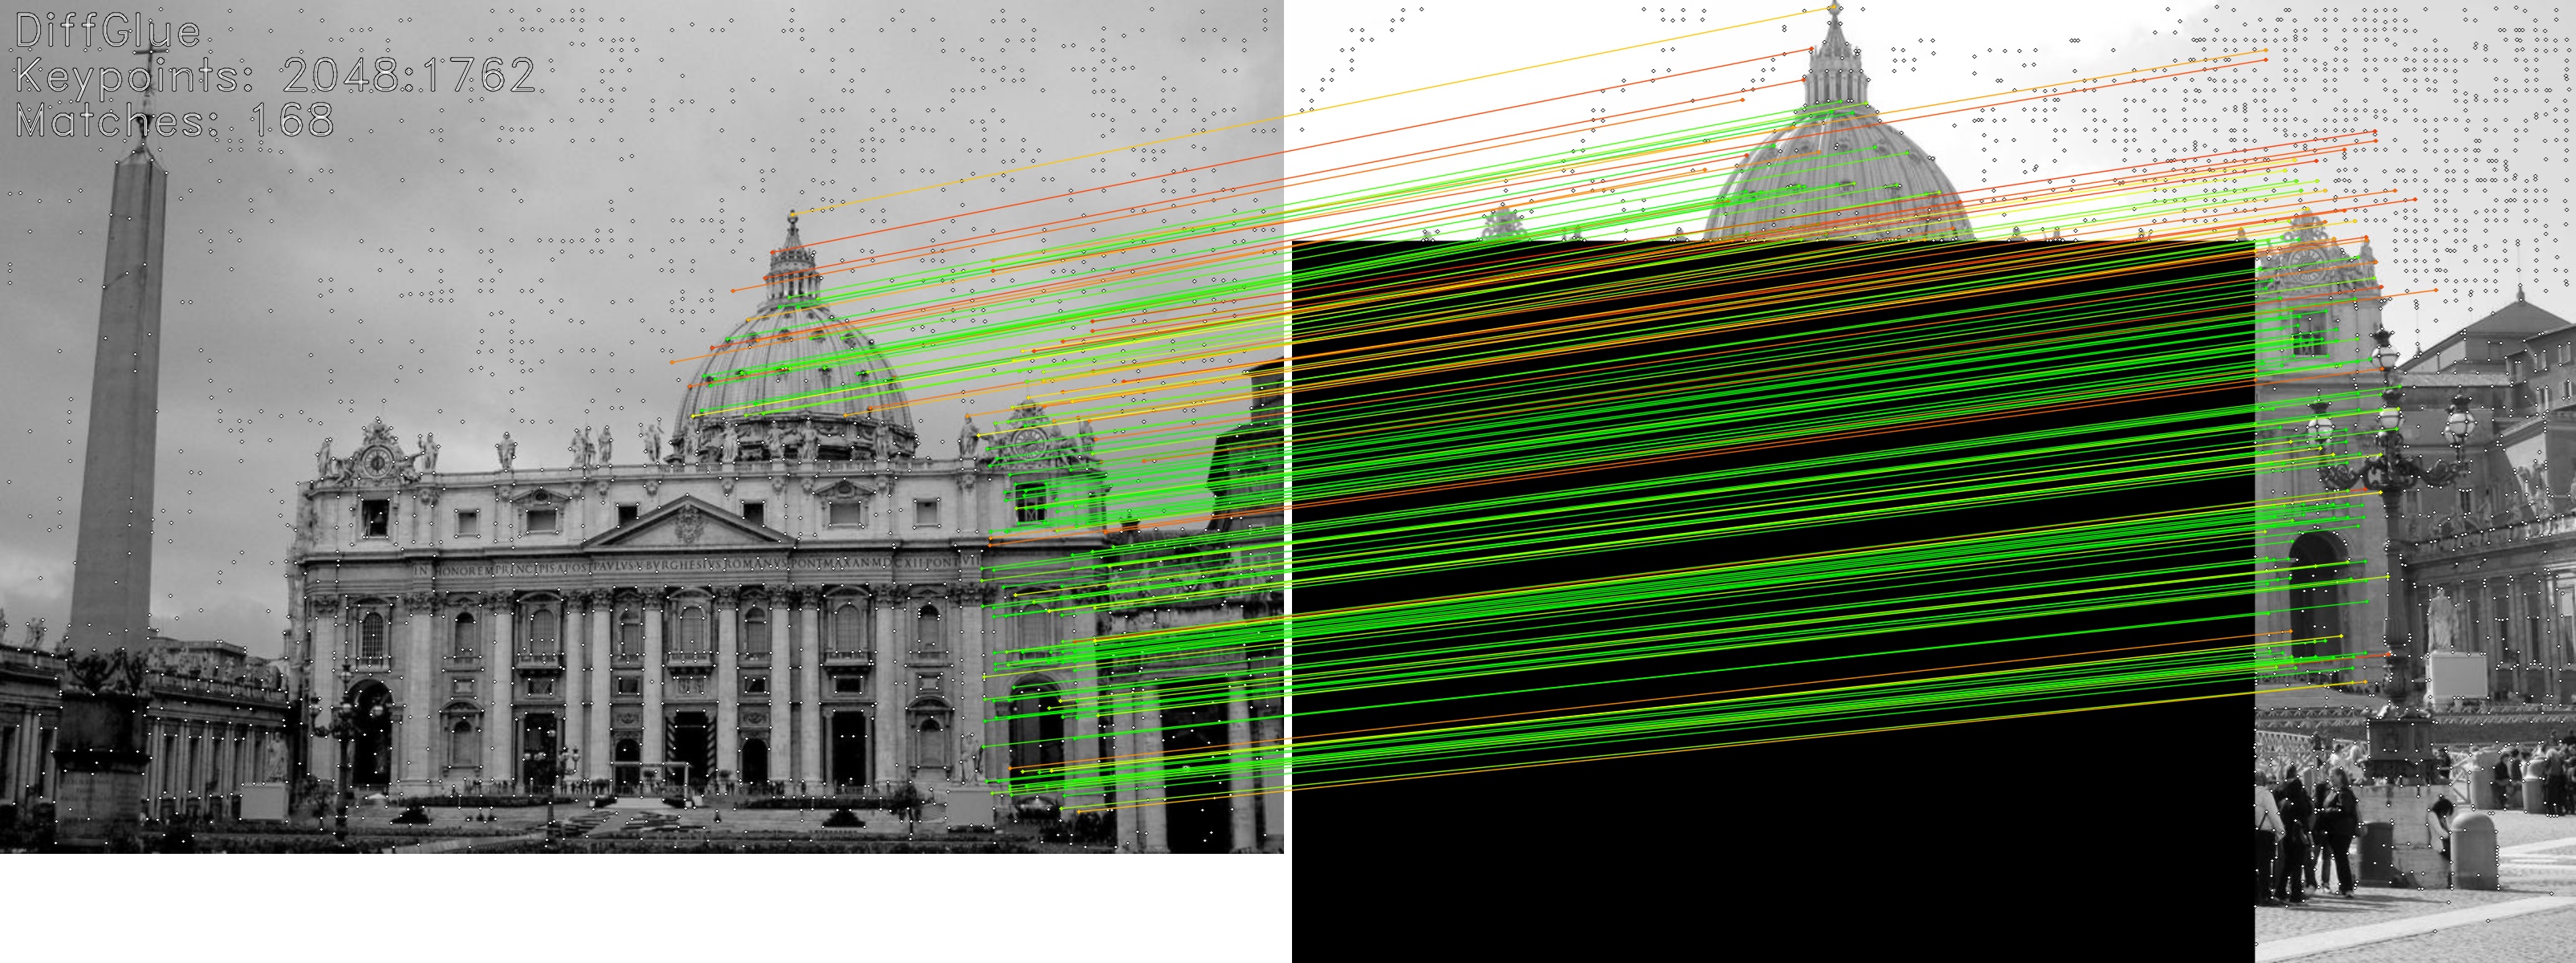 DiffGlue
Keypoints: 2048:1762
Matches: 168
IN HONOREM PRINCIPIS APOST PAVLVS V BVRGHESIVS ROMANVS PONT MAX AN MDCXII PONT VII